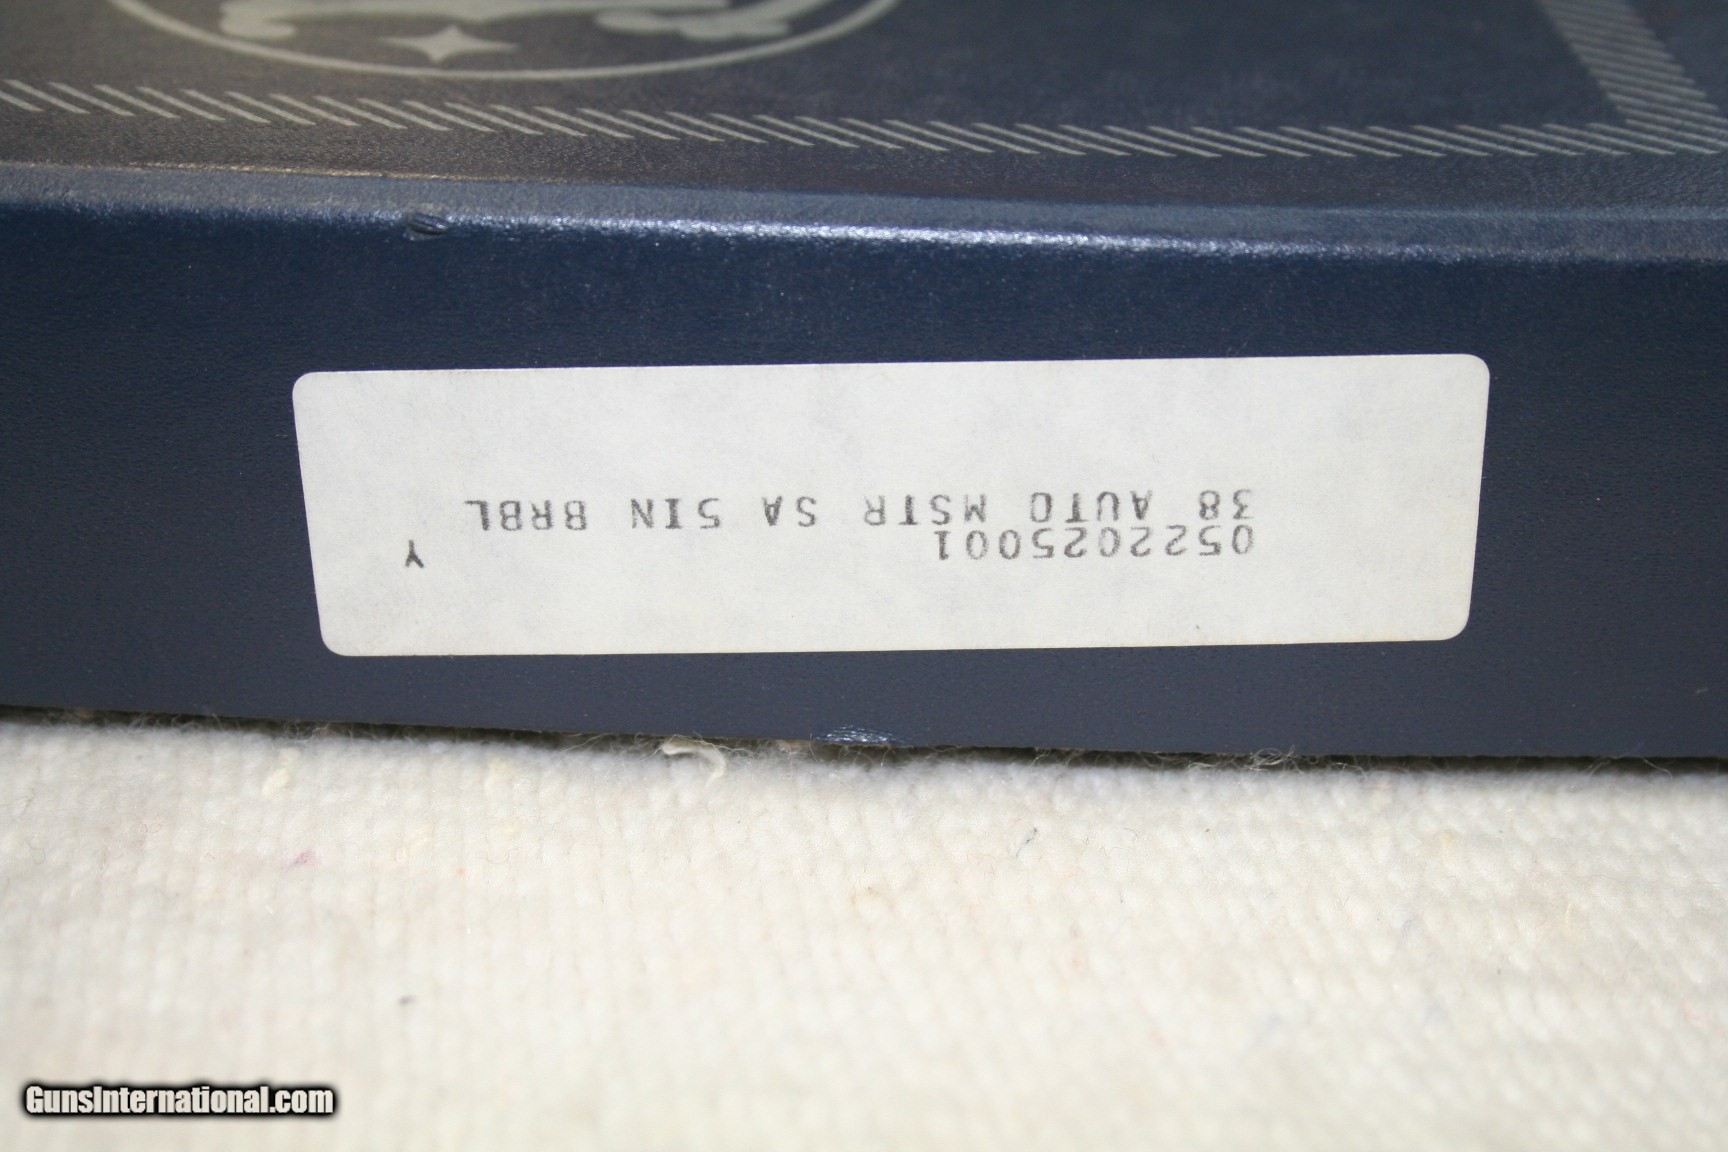 Y
0522025001
38 AUTO MSTR SA 5IN BRBL
GunsInternational.com